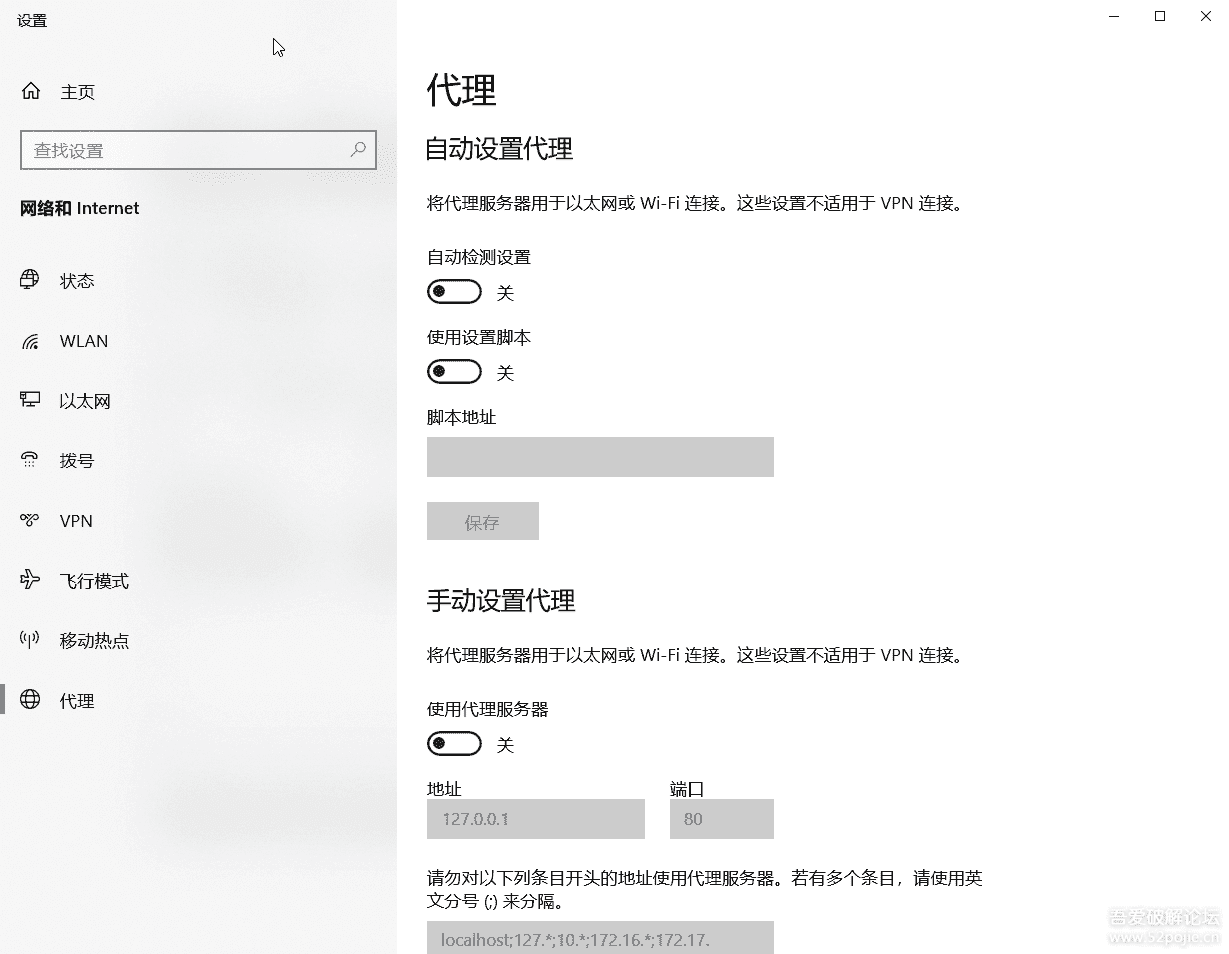 设置
主页
查找设置
网络和 Internet
状态
WLAN
以太网
拨号
VPN
飞行模式
移动热点
代理
代理
自动设置代理
将代理服务器用于以太网或 Wi-Fi 连接。这些设置不适用于 VPN 连接。
自动检测设置
关
使用设置脚本
关
脚本地址
保存
手动设置代理
将代理服务器用于以太网或 Wi-Fi 连接。这些设置不适用于 VPN 连接。
使用代理服务器
关
地址 端口
127.0.0.1 80
请勿对以下列条目开头的地址使用代理服务器。若有多个条目，请使用英
文分号 (;) 来分隔。
localhost;127.*;10.*;172.16.*;172.17.
吾爱破解论坛
www.52pojie.cn